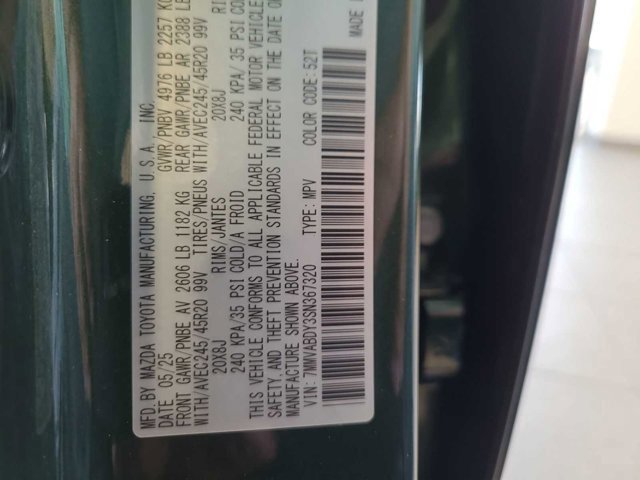 MFD. BY MAZDA TOYOTA MANUFACTURING U.S.A. INC.
DATE 05/25 GVWR/PNBV 4976 LB 2257 KG
FRONT GAWR/PNBE AV 2606 LB 1182 KG REAR GAWR/PNBE AR 2388 LB
WITH/AVEC245/45R20 99V TIRES/PNEUS WITH/AVEC245/45R20 99V
20X8J RIMS/JANTES 20X8J
240 KPA/35 PSI COLD/A FROID 240 KPA/35 PSI
THIS VEHICLE CONFORMS TO ALL APPLICABLE FEDERAL MOTOR VEHICLE
SAFETY AND THEFT PREVENTION STANDARDS IN EFFECT ON THE DATE OF
MANUFACTURE SHOWN ABOVE.
VIN: 7MMVABDY3SN367320 TYPE: MPV COLOR CODE: 52T
MADE